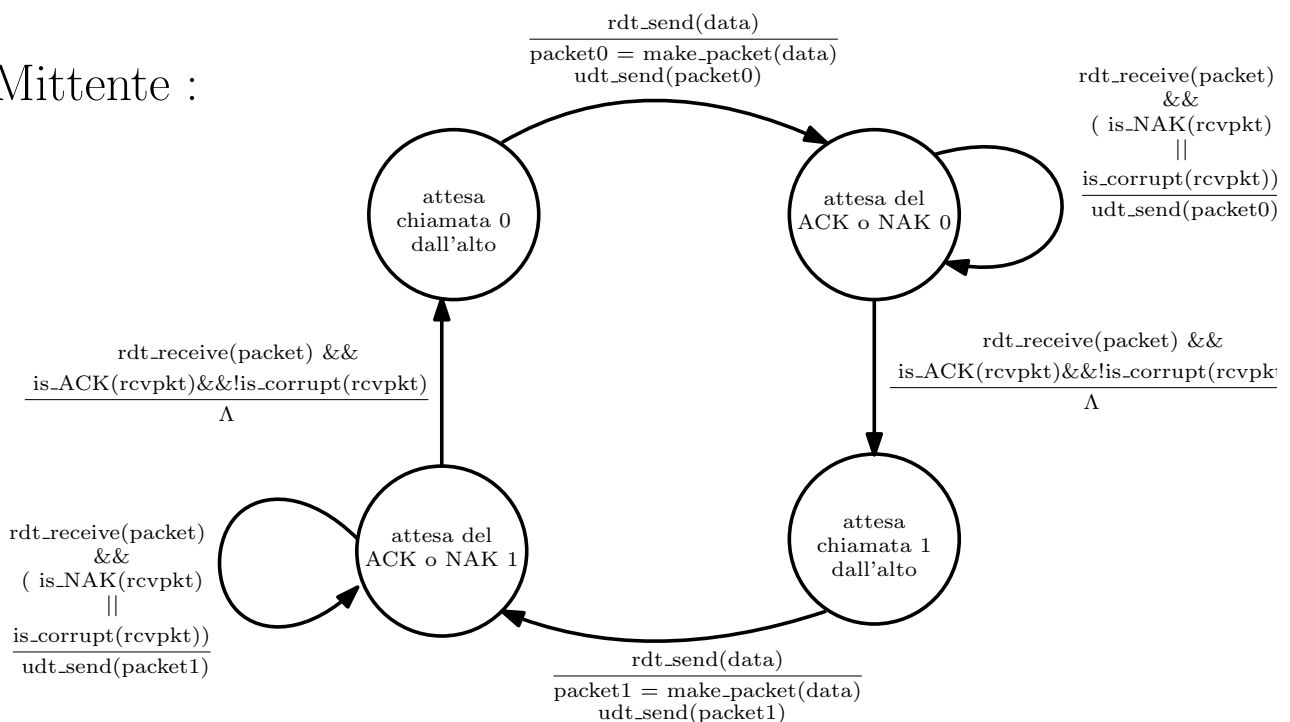 Mittente :
rdt_send(data)
packet0 = make_packet(data)
udt_send(packet0)
rdt_receive(packet)
&&
( is_NAK(rcvpkt)
||
is_corrupt(rcvpkt))
udt_send(packet0)
attesa
chiamata 0
dall'alto
attesa del
ACK o NAK 0
rdt_receive(packet) &&
is_ACK(rcvpkt)&&!is_corrupt(rcvpkt)
Λ
rdt_receive(packet) &&
is_ACK(rcvpkt)&&!is_corrupt(rcvpkt
Λ
attesa del
ACK o NAK 1
attesa
chiamata 1
dall'alto
rdt_receive(packet)
&&
( is_NAK(rcvpkt)
||
is_corrupt(rcvpkt))
udt_send(packet1)
rdt_send(data)
packet1 = make_packet(data)
udt_send(packet1)